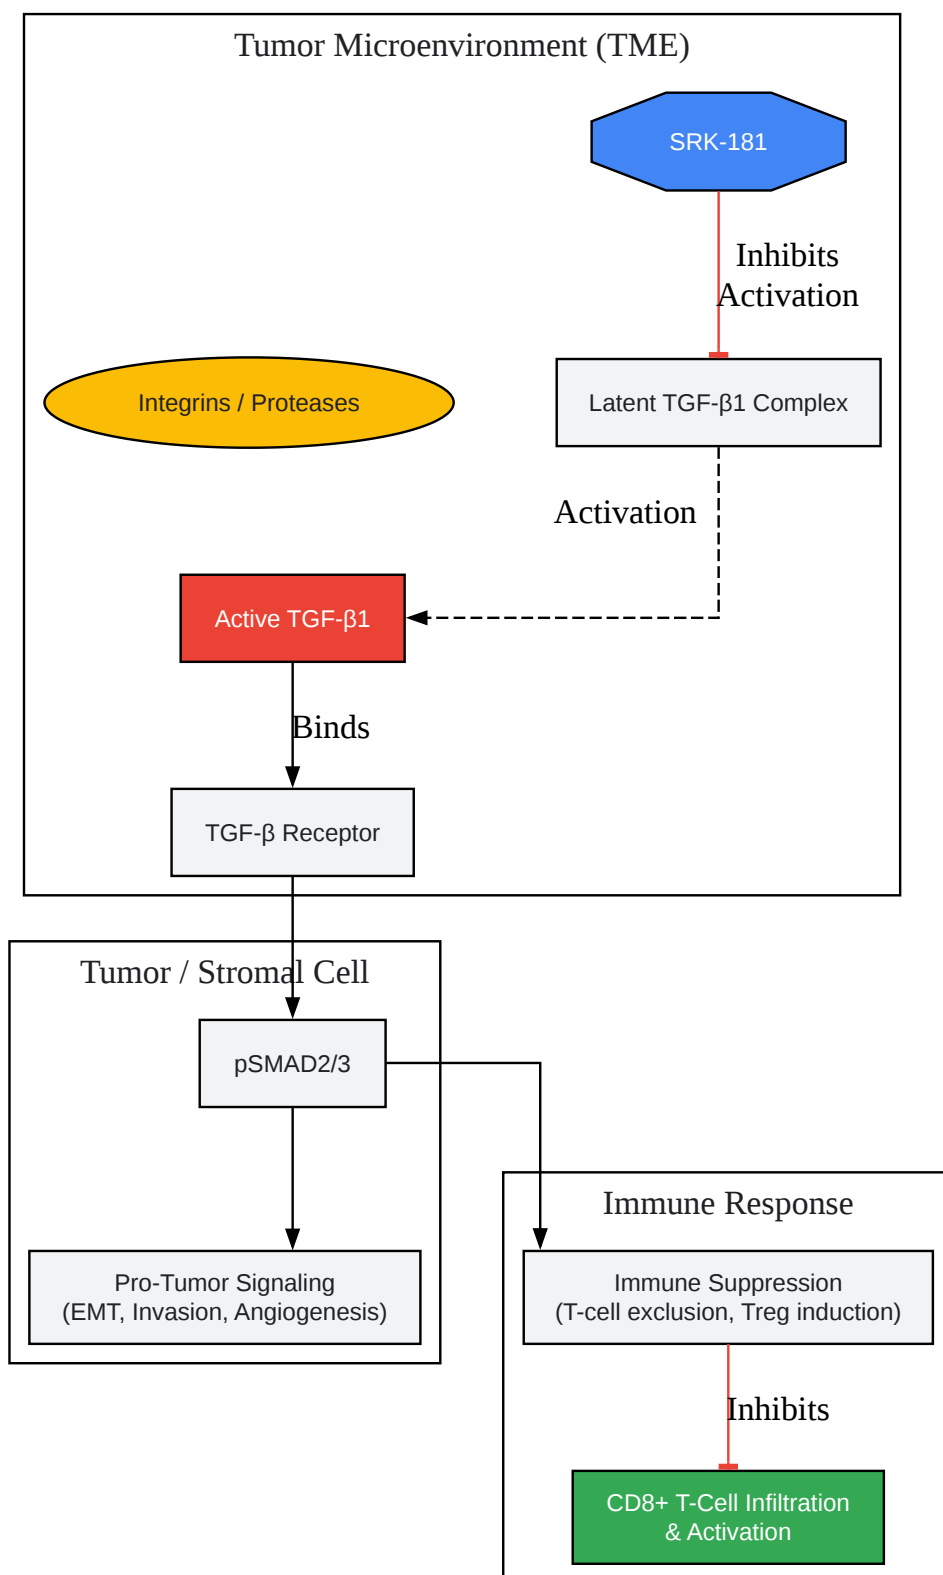 Tumor Microenvironment (TME)
SRK-181
Inhibits
Activation
Integrins / Proteases
Latent TGF-β1 Complex
Activation
Active TGF-β1
Binds
TGF-β Receptor
Tumor / Stromal Cell
pSMAD2/3
Immune Response
Pro-Tumor Signaling
(EMT, Invasion, Angiogenesis)
Immune Suppression
(T-cell exclusion, Treg induction)
Inhibits
CD8+ T-Cell Infiltration
& Activation